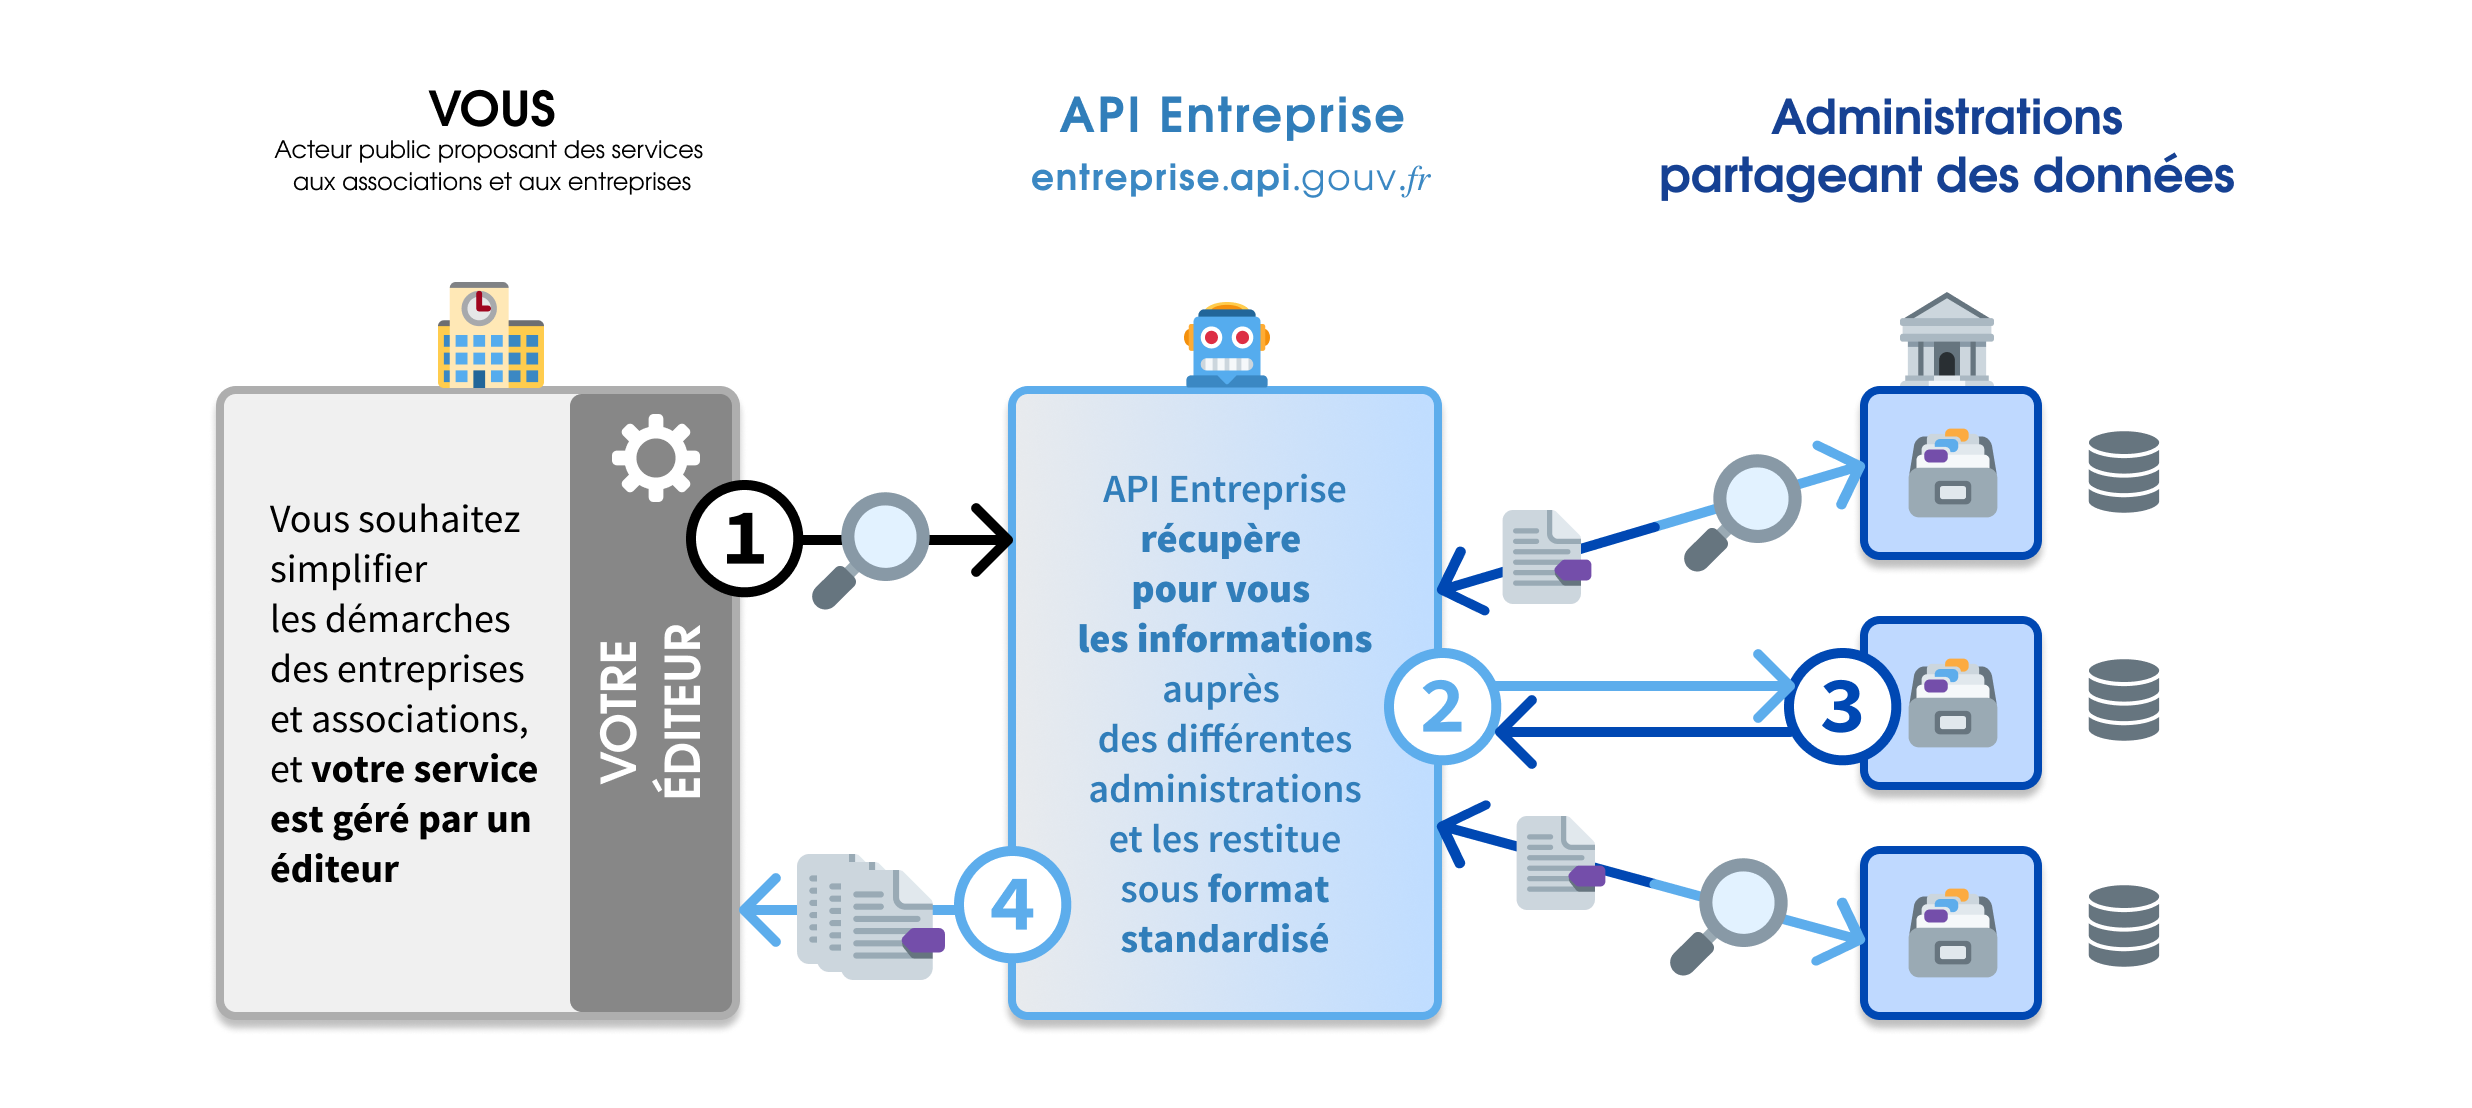 VOUS
Acteur public proposant des services
aux associations et aux entreprises
API Entreprise
entreprise.api.gouv.fr
Administrations
partageant des données
Vous souhaitez
simplifier
les démarches
des entreprises
et associations,
et votre service
est géré par un
éditeur
VOTRE
ÉDITEUR
1
API Entreprise
récupère
pour vous
les informations
auprès
des différentes
administrations
et les restitue
sous format
standardisé
2
3
4